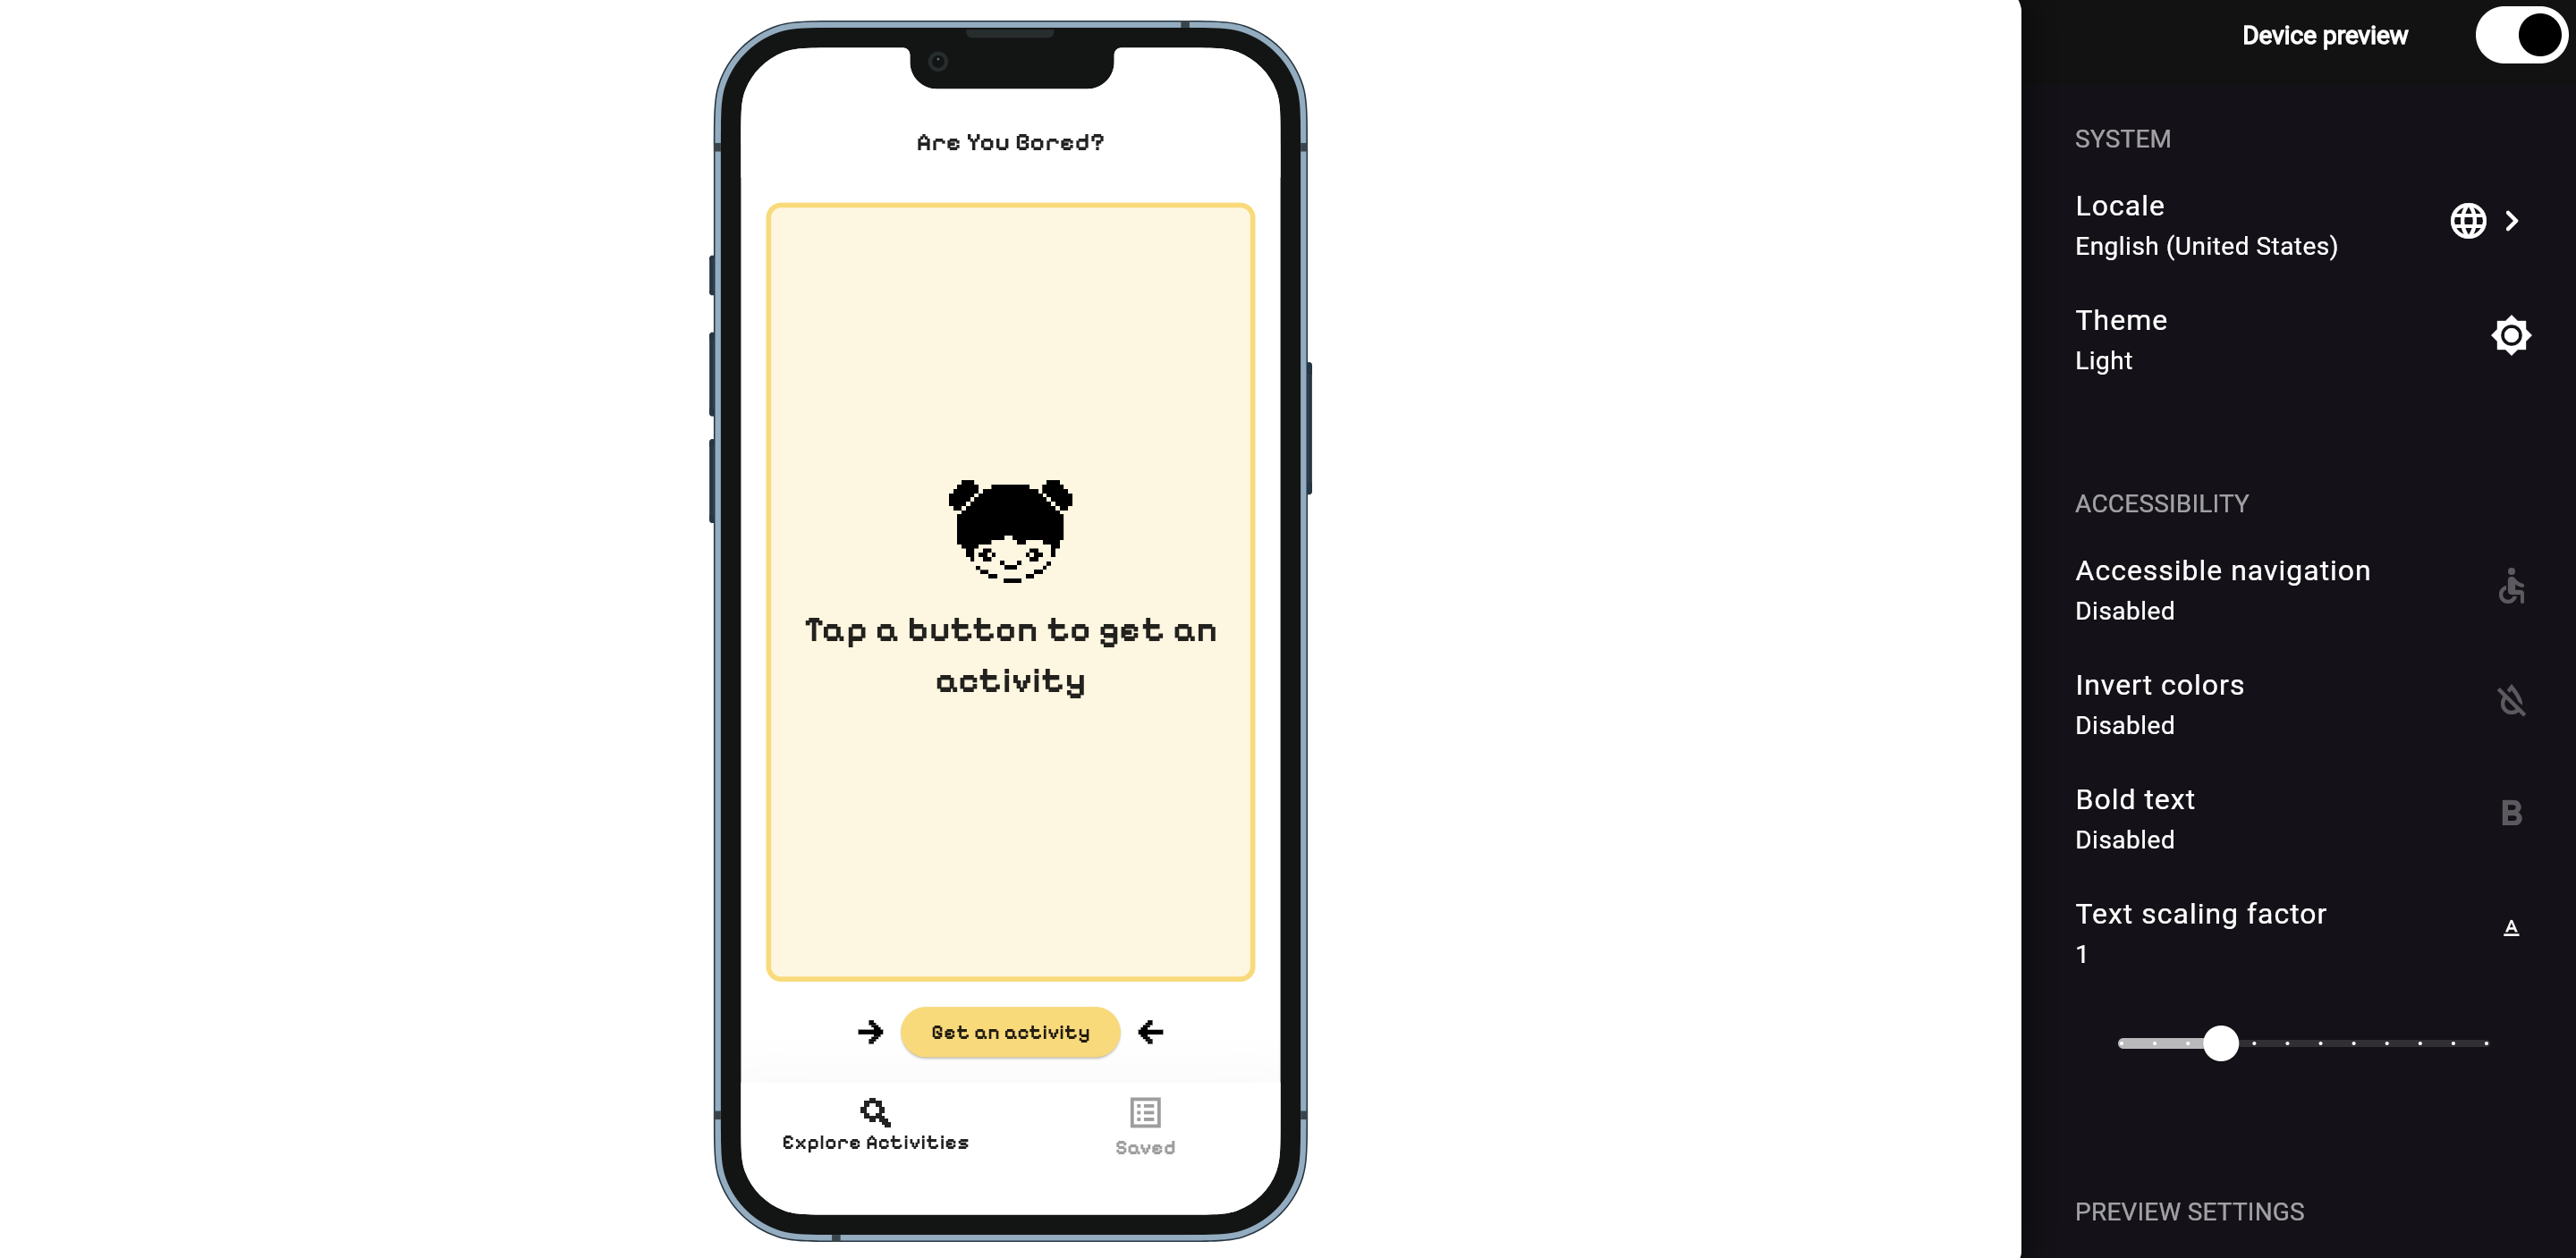 Are You Bored?
Tap a button to get an
activity
Get an activity
Explore Activities
Saved
Device preview
SYSTEM
Locale
English (United States)
Theme
Light
ACCESSIBILITY
Accessible navigation
Disabled
Invert colors
Disabled
Bold text
Disabled
B
Text scaling factor
1
A
PREVIEW SETTINGS